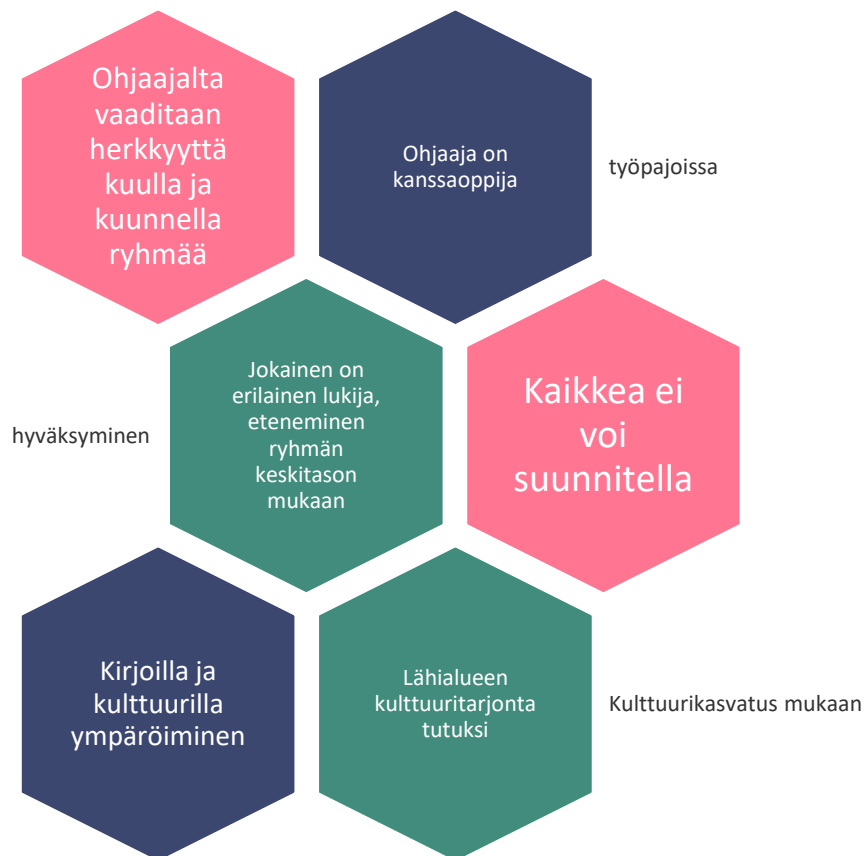 Ohjaajalta
vaaditaan
herkkyyttä
kuulla ja
kuunnella
ryhmää
Ohjaaja on
kanssaoppija
työpajoissa
hyväksyminen
Jokainen on
erilainen lukija,
eteneminen
ryhmän
keskitason
mukaan
Kaikkea ei
voi
suunnitella
Kirjoilla ja
kulttuurilla
ympäröiminen
Lähialueen
kulttuuritarjonta
tutuksi
Kulttuurikasvatus mukaan